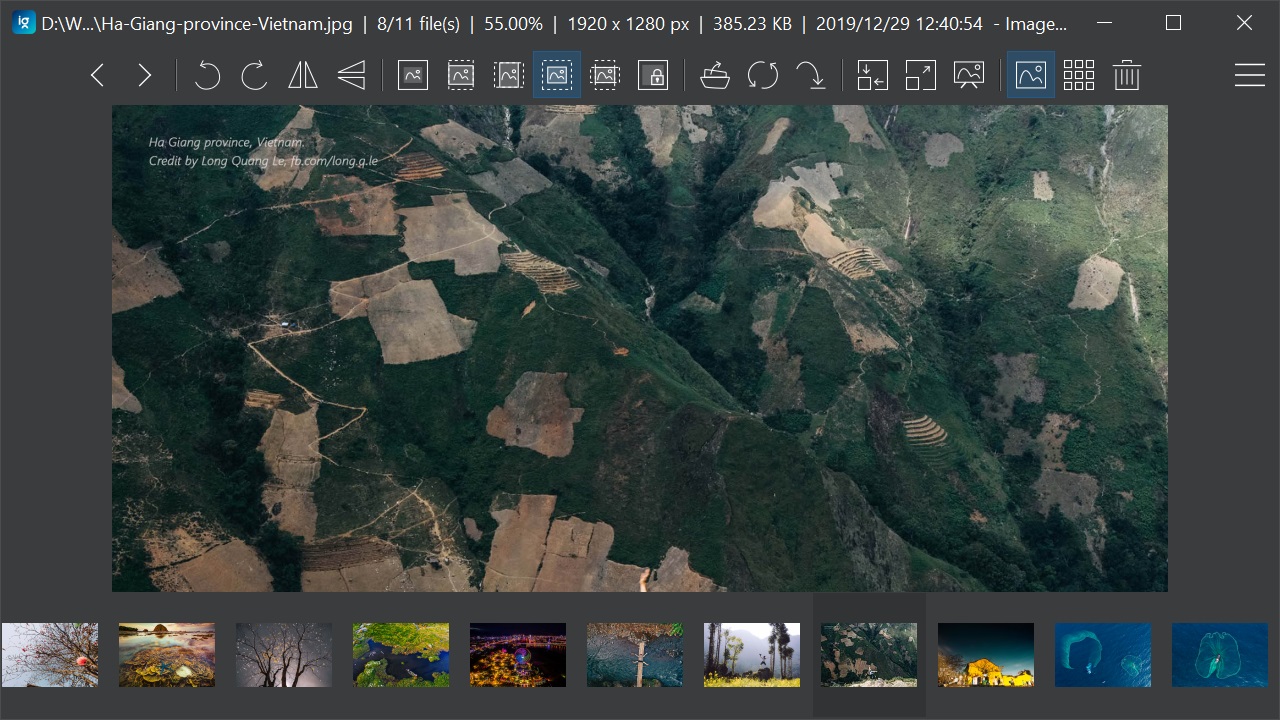 D:\W...\Ha-Giang-province-Vietnam.jpg | 8/11 file(s) | 55.00% | 1920 x 1280 px | 385.23 KB | 2019/12/29 12:40:54 - Image...
Ha Giang province, Vietnam.
Credit by Long Quang Le, fb.com/long.q.le